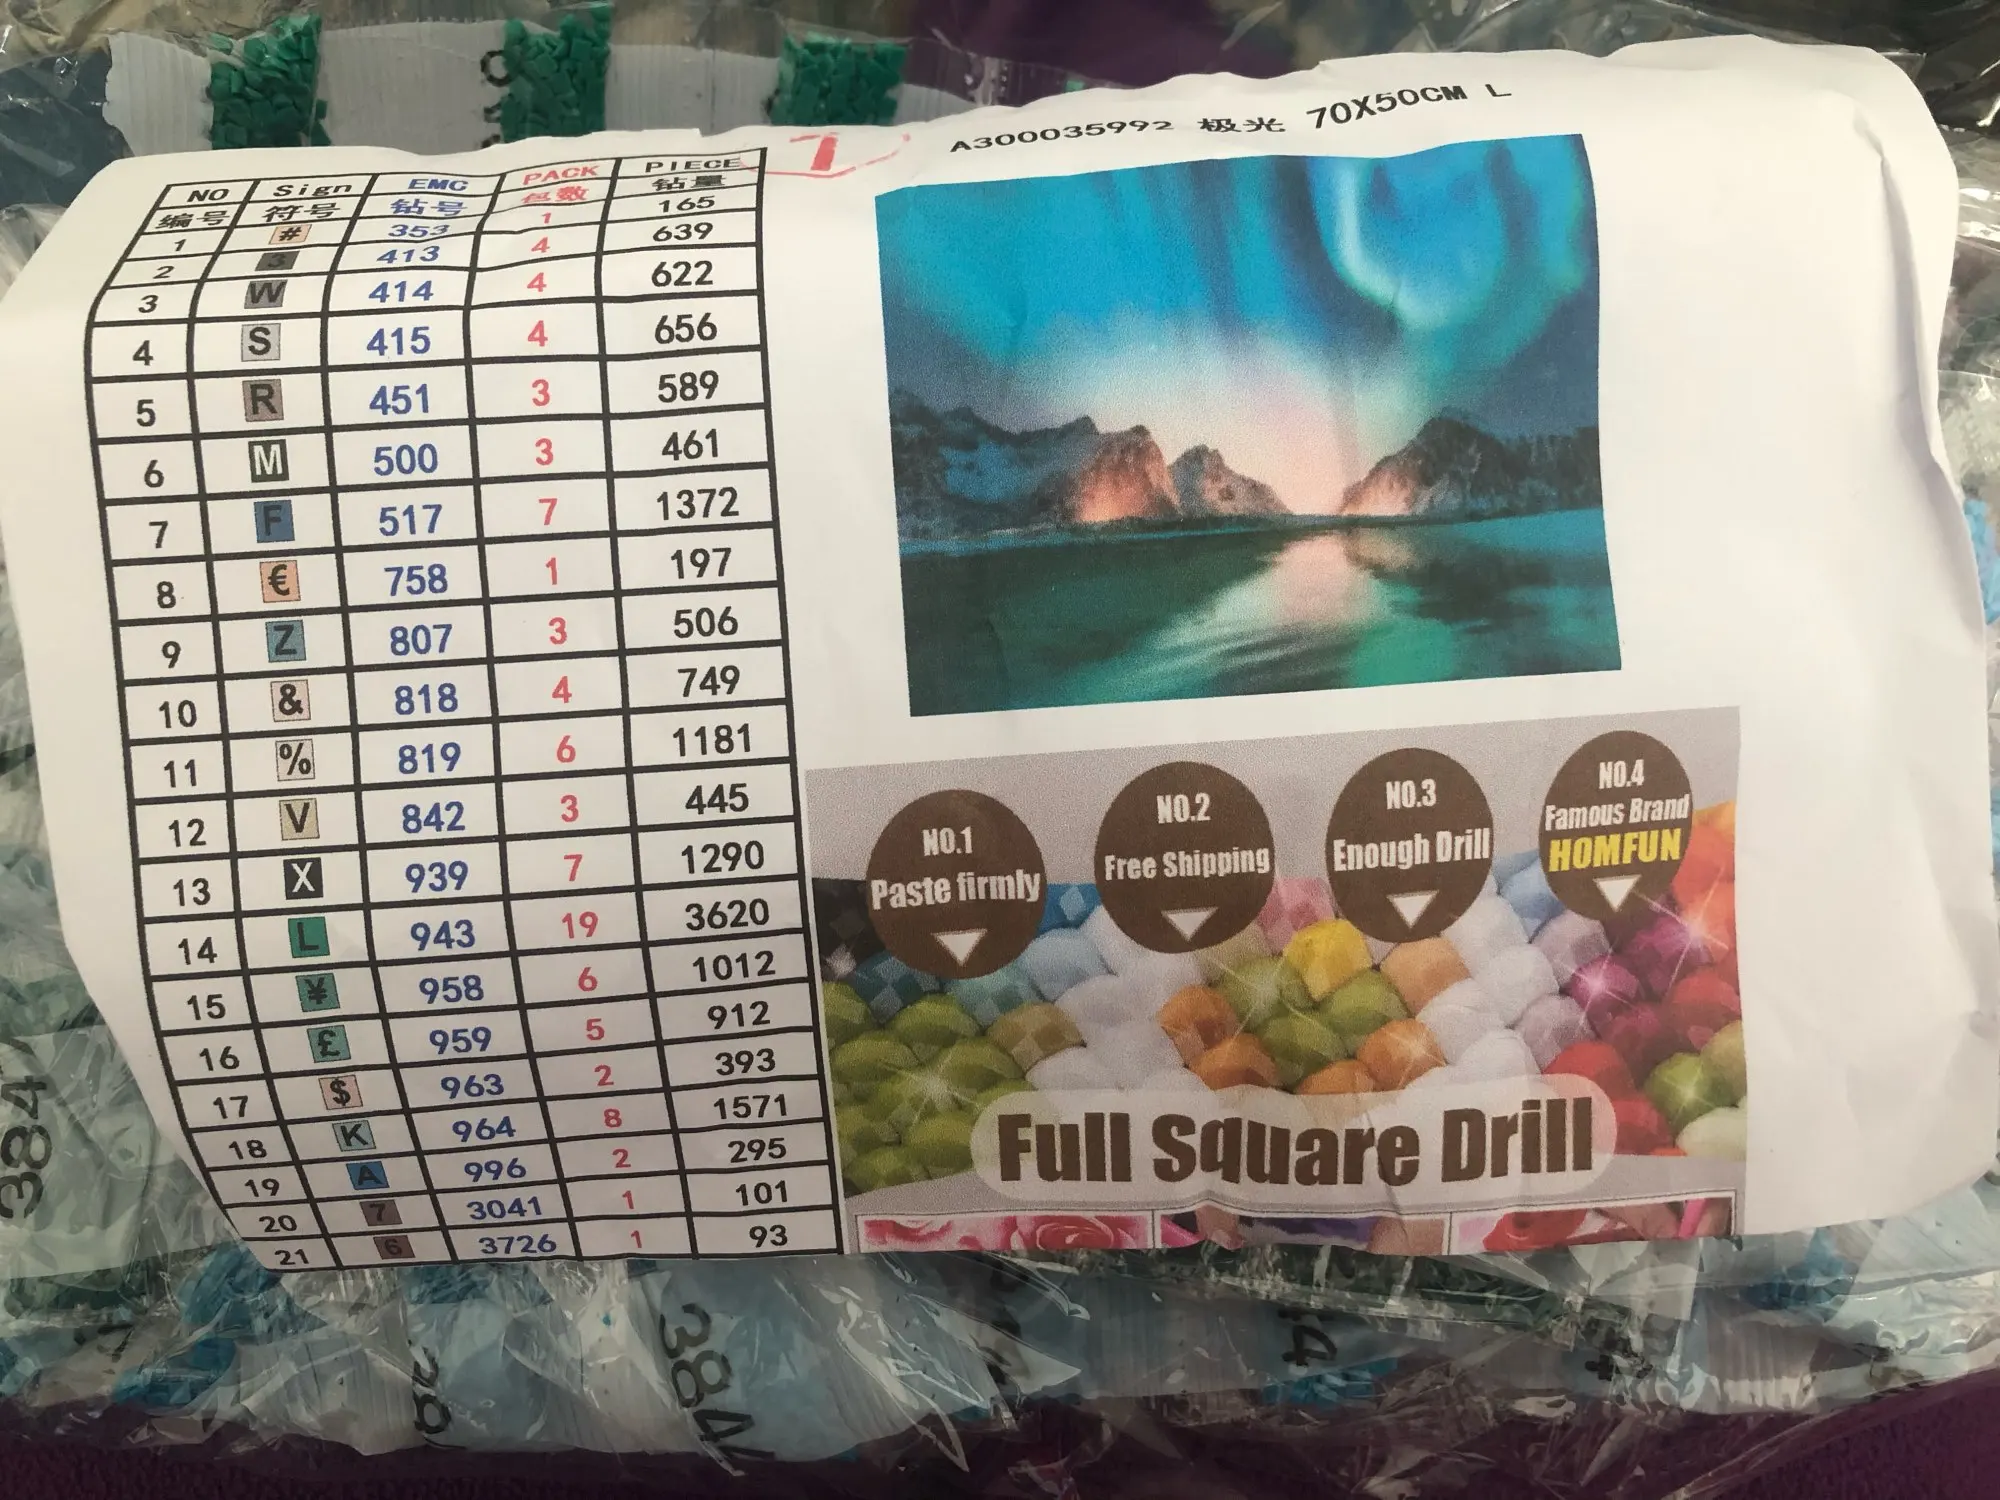 1
A300035992 极光 70X50CM L
NO Sign EMC PACK PIECE
编号 符号 钻号 包数 钻量
1 # 353 1 165
2 3 413 4 639
3 W 414 4 622
4 S 415 4 656
5 R 451 3 589
6 M 500 3 461
7 F 517 7 1372
8 € 758 1 197
9 Z 807 3 506
10 & 818 4 749
11 % 819 6 1181
12 V 842 3 445
13 X 939 7 1290
14 L 943 19 3620
15 ¥ 958 6 1012
16 £ 959 5 912
17 $ 963 2 393
18 K 964 8 1571
19 A 996 2 295
20 7 3041 1 101
21 6 3726 1 93
NO.1
Paste firmly
NO.2
Free Shipping
NO.3
Enough Drill
NO.4
Famous Brand
HOMFUN
Full Square Drill
384
384